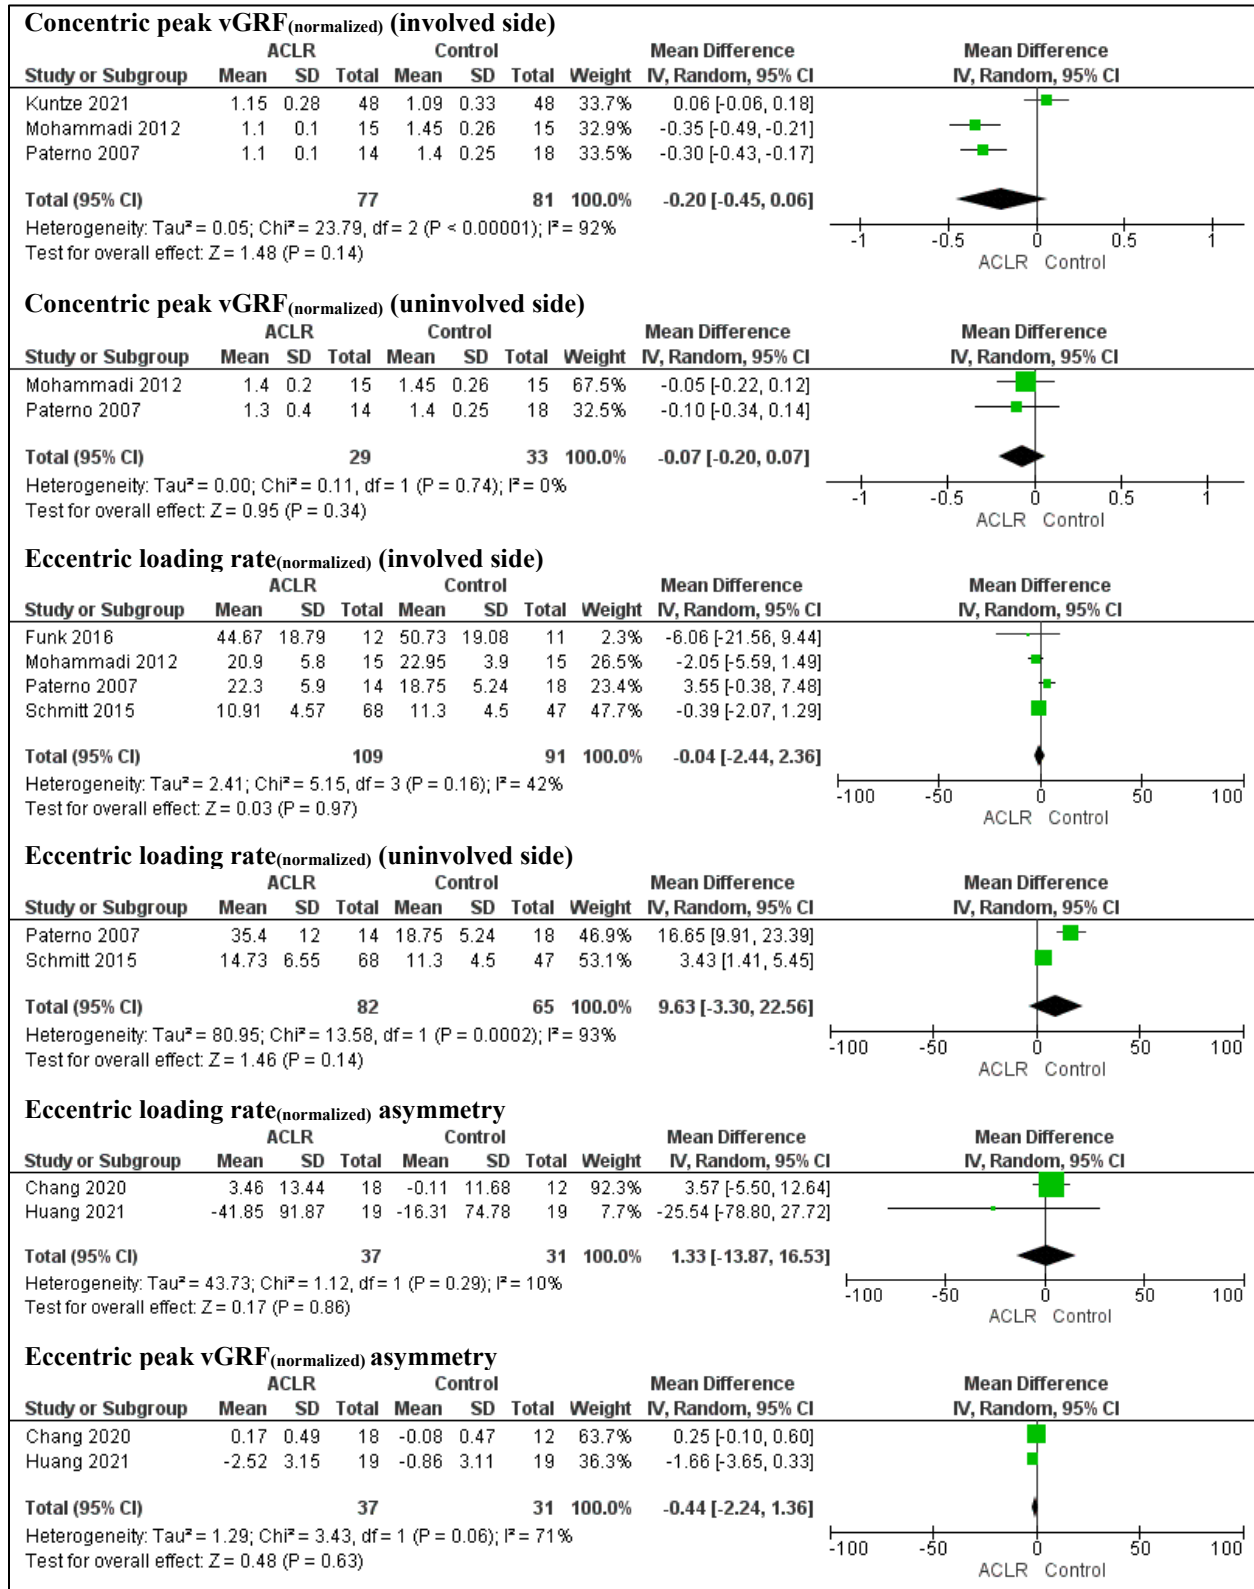 Concentric peak vGRF(normalized) (involved side)
ACLR Control Mean Difference Mean Difference
Study or Subgroup Mean SD Total Mean SD Total Weight IV, Random, 95% CI IV, Random, 95% CI
Kuntze 2021 1.15 0.28 48 1.09 0.33 48 33.7% 0.06 [-0.06, 0.18]
Mohammadi 2012 1.1 0.1 15 1.45 0.26 15 32.9% -0.35 [-0.49, -0.21]
Paterno 2007 1.1 0.1 14 1.4 0.25 18 33.5% -0.30 [-0.43, -0.17]
Total (95% CI) 77 81 100.0% -0.20 [-0.45, 0.06]
Heterogeneity: Tau² = 0.05; Chi² = 23.79, df = 2 (P < 0.00001); I² = 92%
Test for overall effect: Z = 1.48 (P = 0.14)
-1 -0.5 0 0.5 1
ACLR Control
Concentric peak vGRF(normalized) (uninvolved side)
ACLR Control Mean Difference Mean Difference
Study or Subgroup Mean SD Total Mean SD Total Weight IV, Random, 95% CI IV, Random, 95% CI
Mohammadi 2012 1.4 0.2 15 1.45 0.26 15 67.5% -0.05 [-0.22, 0.12]
Paterno 2007 1.3 0.4 14 1.4 0.25 18 32.5% -0.10 [-0.34, 0.14]
Total (95% CI) 29 33 100.0% -0.07 [-0.20, 0.07]
Heterogeneity: Tau² = 0.00; Chi² = 0.11, df = 1 (P = 0.74); I² = 0%
Test for overall effect: Z = 0.95 (P = 0.34)
-1 -0.5 0 0.5 1
ACLR Control
Eccentric loading rate(normalized) (involved side)
ACLR Control Mean Difference Mean Difference
Study or Subgroup Mean SD Total Mean SD Total Weight IV, Random, 95% CI IV, Random, 95% CI
Funk 2016 44.67 18.79 12 50.73 19.08 11 2.3% -6.06 [-21.56, 9.44]
Mohammadi 2012 20.9 5.8 15 22.95 3.9 15 26.5% -2.05 [-5.59, 1.49]
Paterno 2007 22.3 5.9 14 18.75 5.24 18 23.4% 3.55 [-0.38, 7.48]
Schmitt 2015 10.91 4.57 68 11.3 4.5 47 47.7% -0.39 [-2.07, 1.29]
Total (95% CI) 109 91 100.0% -0.04 [-2.44, 2.36]
Heterogeneity: Tau² = 2.41; Chi² = 5.15, df = 3 (P = 0.16); I² = 42%
Test for overall effect: Z = 0.03 (P = 0.97)
-100 -50 0 50 100
ACLR Control
Eccentric loading rate(normalized) (uninvolved side)
ACLR Control Mean Difference Mean Difference
Study or Subgroup Mean SD Total Mean SD Total Weight IV, Random, 95% CI IV, Random, 95% CI
Paterno 2007 35.4 12 14 18.75 5.24 18 46.9% 16.65 [9.91, 23.39]
Schmitt 2015 14.73 6.55 68 11.3 4.5 47 53.1% 3.43 [1.41, 5.45]
Total (95% CI) 82 65 100.0% 9.63 [-3.30, 22.56]
Heterogeneity: Tau² = 80.95; Chi² = 13.58, df = 1 (P = 0.0002); I² = 93%
Test for overall effect: Z = 1.46 (P = 0.14)
-100 -50 0 50 100
ACLR Control
Eccentric loading rate(normalized) asymmetry
ACLR Control Mean Difference Mean Difference
Study or Subgroup Mean SD Total Mean SD Total Weight IV, Random, 95% CI IV, Random, 95% CI
Chang 2020 3.46 13.44 18 -0.11 11.68 12 92.3% 3.57 [-5.50, 12.64]
Huang 2021 -41.85 91.87 19 -16.31 74.78 19 7.7% -25.54 [-78.80, 27.72]
Total (95% CI) 37 31 100.0% 1.33 [-13.87, 16.53]
Heterogeneity: Tau² = 43.73; Chi² = 1.12, df = 1 (P = 0.29); I² = 10%
Test for overall effect: Z = 0.17 (P = 0.86)
-100 -50 0 50 100
ACLR Control
Eccentric peak vGRF(normalized) asymmetry
ACLR Control Mean Difference Mean Difference
Study or Subgroup Mean SD Total Mean SD Total Weight IV, Random, 95% CI IV, Random, 95% CI
Chang 2020 0.17 0.49 18 -0.08 0.47 12 63.7% 0.25 [-0.10, 0.60]
Huang 2021 -2.52 3.15 19 -0.86 3.11 19 36.3% -1.66 [-3.65, 0.33]
Total (95% CI) 37 31 100.0% -0.44 [-2.24, 1.36]
Heterogeneity: Tau² = 1.29; Chi² = 3.43, df = 1 (P = 0.06); I² = 71%
Test for overall effect: Z = 0.48 (P = 0.63)
-100 -50 0 50 100
ACLR Control